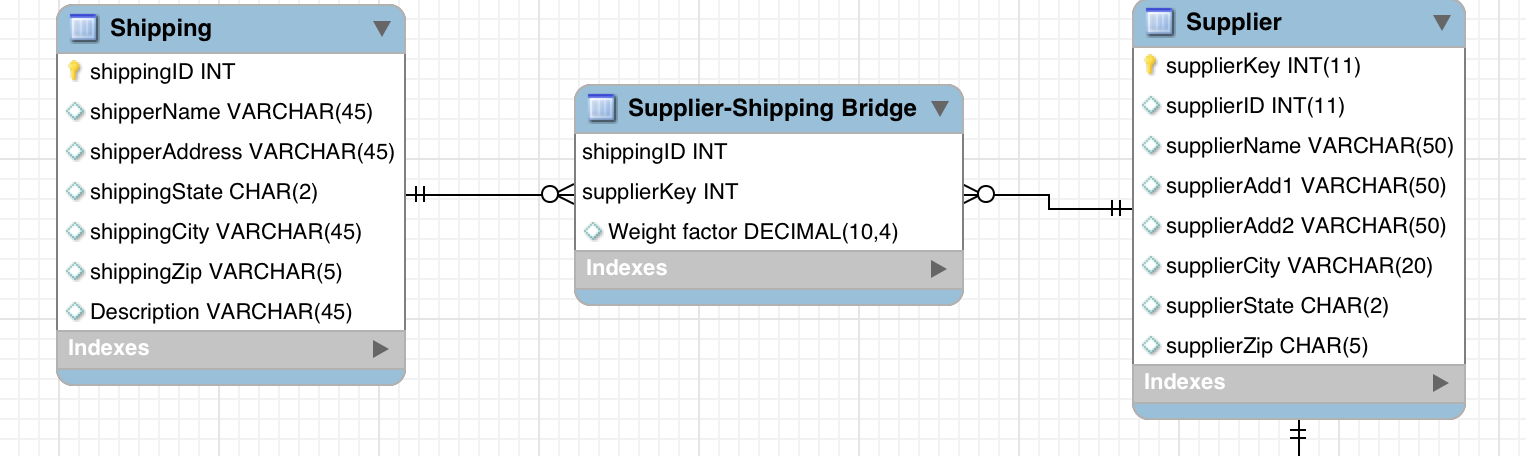 Shipping
shippingID INT
shipperName VARCHAR(45)
shipperAddress VARCHAR(45)
shippingState CHAR(2)
shippingCity VARCHAR(45)
shippingZip VARCHAR(5)
Description VARCHAR(45)
Indexes
Supplier-Shipping Bridge
shippingID INT
supplierKey INT
Weight factor DECIMAL(10,4)
Indexes
Supplier
supplierKey INT(11)
supplierID INT(11)
supplierName VARCHAR(50)
supplierAdd1 VARCHAR(50)
supplierAdd2 VARCHAR(50)
supplierCity VARCHAR(20)
supplierState CHAR(2)
supplierZip CHAR(5)
Indexes